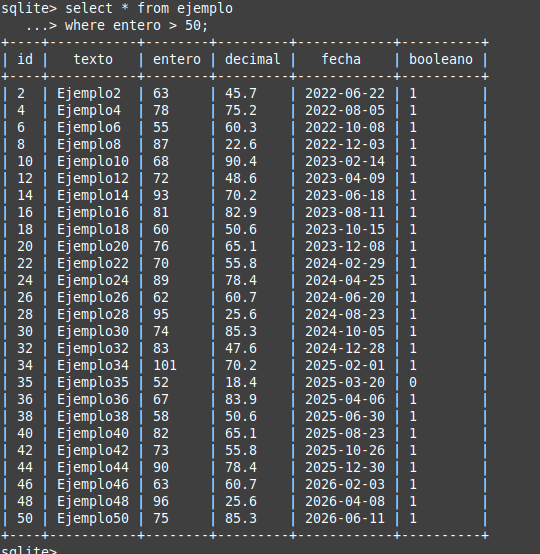 sqlite> select * from ejemplo
   ...> where entero > 50;
+----+-----------+--------+---------+------------+----------+
| id |   texto   | entero | decimal |   fecha    | booleano |
+----+-----------+--------+---------+------------+----------+
| 2  | Ejemplo2  | 63     | 45.7    | 2022-06-22 | 1        |
| 4  | Ejemplo4  | 78     | 75.2    | 2022-08-05 | 1        |
| 6  | Ejemplo6  | 55     | 60.3    | 2022-10-08 | 1        |
| 8  | Ejemplo8  | 87     | 22.6    | 2022-12-03 | 1        |
| 10 | Ejemplo10 | 68     | 90.4    | 2023-02-14 | 1        |
| 12 | Ejemplo12 | 72     | 48.6    | 2023-04-09 | 1        |
| 14 | Ejemplo14 | 93     | 70.2    | 2023-06-18 | 1        |
| 16 | Ejemplo16 | 81     | 82.9    | 2023-08-11 | 1        |
| 18 | Ejemplo18 | 60     | 50.6    | 2023-10-15 | 1        |
| 20 | Ejemplo20 | 76     | 65.1    | 2023-12-08 | 1        |
| 22 | Ejemplo22 | 70     | 55.8    | 2024-02-29 | 1        |
| 24 | Ejemplo24 | 89     | 78.4    | 2024-04-25 | 1        |
| 26 | Ejemplo26 | 62     | 60.7    | 2024-06-20 | 1        |
| 28 | Ejemplo28 | 95     | 25.6    | 2024-08-23 | 1        |
| 30 | Ejemplo30 | 74     | 85.3    | 2024-10-05 | 1        |
| 32 | Ejemplo32 | 83     | 47.6    | 2024-12-28 | 1        |
| 34 | Ejemplo34 | 101    | 70.2    | 2025-02-01 | 1        |
| 35 | Ejemplo35 | 52     | 18.4    | 2025-03-20 | 0        |
| 36 | Ejemplo36 | 67     | 83.9    | 2025-04-06 | 1        |
| 38 | Ejemplo38 | 58     | 50.6    | 2025-06-30 | 1        |
| 40 | Ejemplo40 | 82     | 65.1    | 2025-08-23 | 1        |
| 42 | Ejemplo42 | 73     | 55.8    | 2025-10-26 | 1        |
| 44 | Ejemplo44 | 90     | 78.4    | 2025-12-30 | 1        |
| 46 | Ejemplo46 | 63     | 60.7    | 2026-02-03 | 1        |
| 48 | Ejemplo48 | 96     | 25.6    | 2026-04-08 | 1        |
| 50 | Ejemplo50 | 75     | 85.3    | 2026-06-11 | 1        |
+----+-----------+--------+---------+------------+----------+
sqlite>